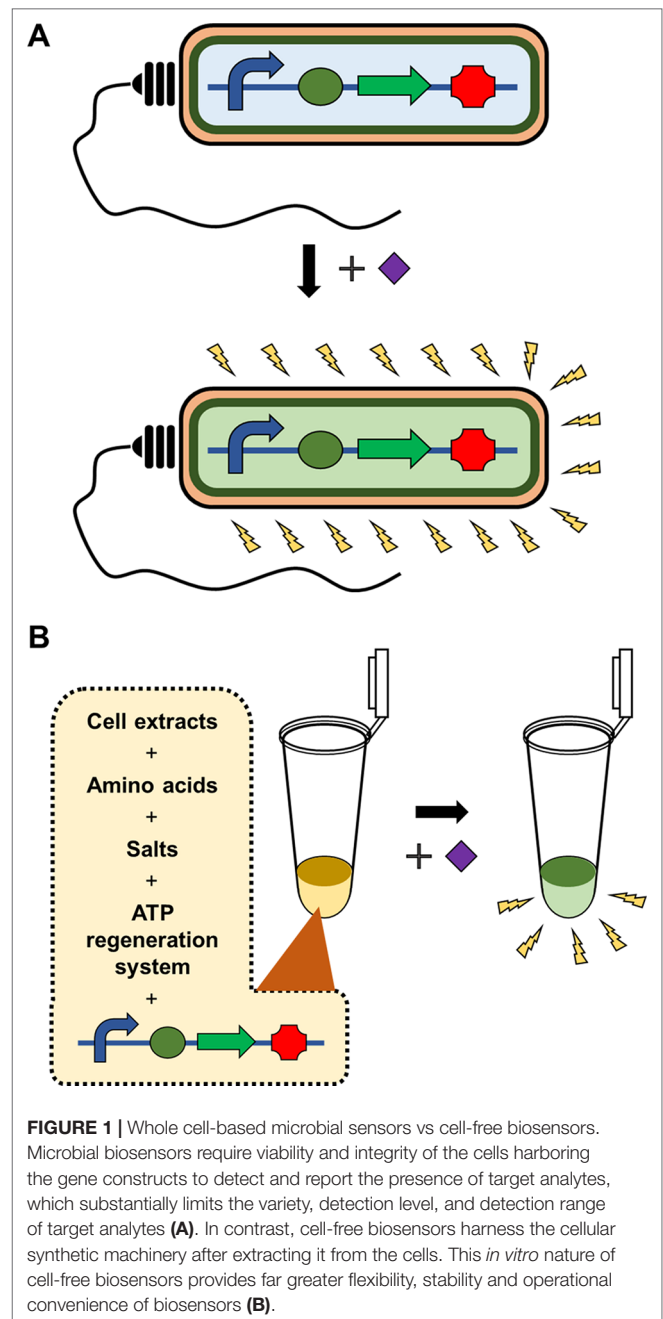 A
B
Cell extracts
+
Amino acids
+
Salts
+
ATP
regeneration
system
+
+
+
FIGURE 1 | Whole cell-based microbial sensors vs cell-free biosensors.
Microbial biosensors require viability and integrity of the cells harboring
the gene constructs to detect and report the presence of target analytes,
which substantially limits the variety, detection level, and detection range
of target analytes (A). In contrast, cell-free biosensors harness the cellular
synthetic machinery after extracting it from the cells. This in vitro nature of
cell-free biosensors provides far greater flexibility, stability and operational
convenience of biosensors (B).